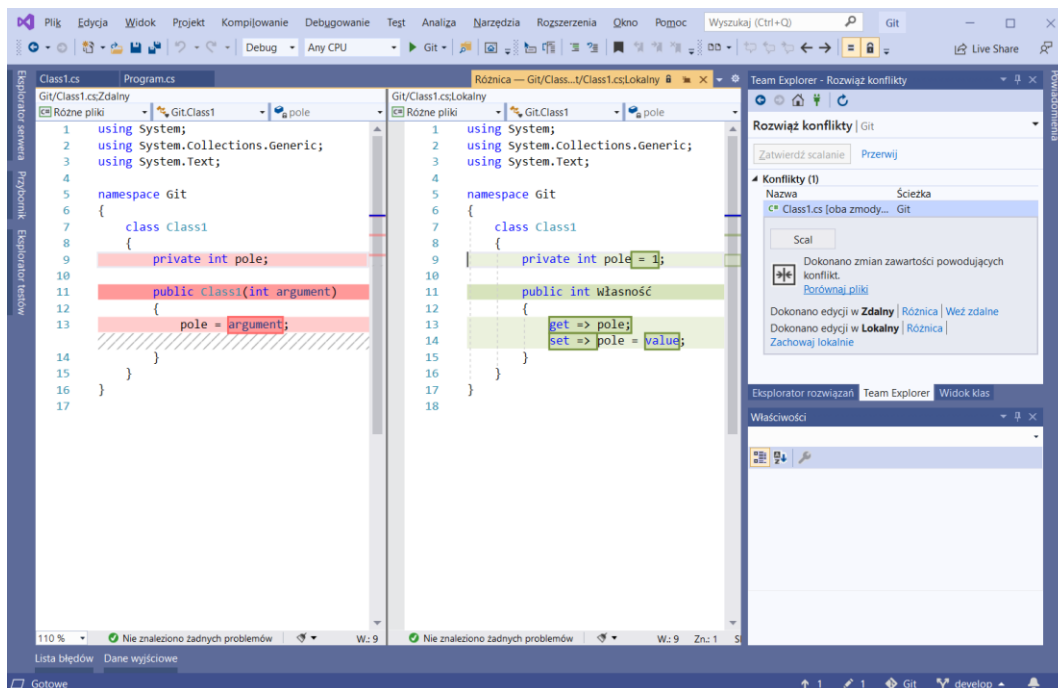 Plik Edycja Widok Projekt Kompilowanie Debugowanie Test Analiza Narzędzia Rozszerzenia Okno Pomoc Wyszukaj (Ctrl+Q) Git
Debug Any CPU Git Live Share
Eksplorator serwera
Przybornik
Eksplorator testów
Class1.cs Program.cs Różnica — Git/Class...t/Class1.cs;Lokalny
Git/Class1.cs;Zdalny
Różne pliki Git.Class1 pole
1 using System;
2 using System.Collections.Generic;
3 using System.Text;
4
5 namespace Git
6 {
7 class Class1
8 {
9 private int pole;
10
11 public Class1(int argument)
12 {
13 pole = argument;
14 }
15 }
16 }
17
110 % Nie znaleziono żadnych problemów W.: 9
Git/Class1.cs;Lokalny
Różne pliki Git.Class1 pole
1 using System;
2 using System.Collections.Generic;
3 using System.Text;
4
5 namespace Git
6 {
7 class Class1
8 {
9 private int pole = 1;
10
11 public int Własność
12 {
13 get => pole;
14 set => pole = value;
15 }
16 }
17 }
18
Nie znaleziono żadnych problemów W.: 9 Zn.: 1
Team Explorer - Rozwiąż konflikty
Rozwiąż konflikty | Git
Zatwierdź scalanie Przerwij
Konflikty (1)
Nazwa Ścieżka
C# Class1.cs [oba zmody... Git
Scal
Dokonano zmian zawartości powodujących
konflikt.
Porównaj pliki
Dokonano edycji w Zdalny | Różnica | Weź zdalne
Dokonano edycji w Lokalny | Różnica |
Zachowaj lokalnie
Eksplorator rozwiązań Team Explorer Widok klas
Właściwości
Powiadomienia
Lista błędów Dane wyjściowe
Gotowe 1 1 Git develop